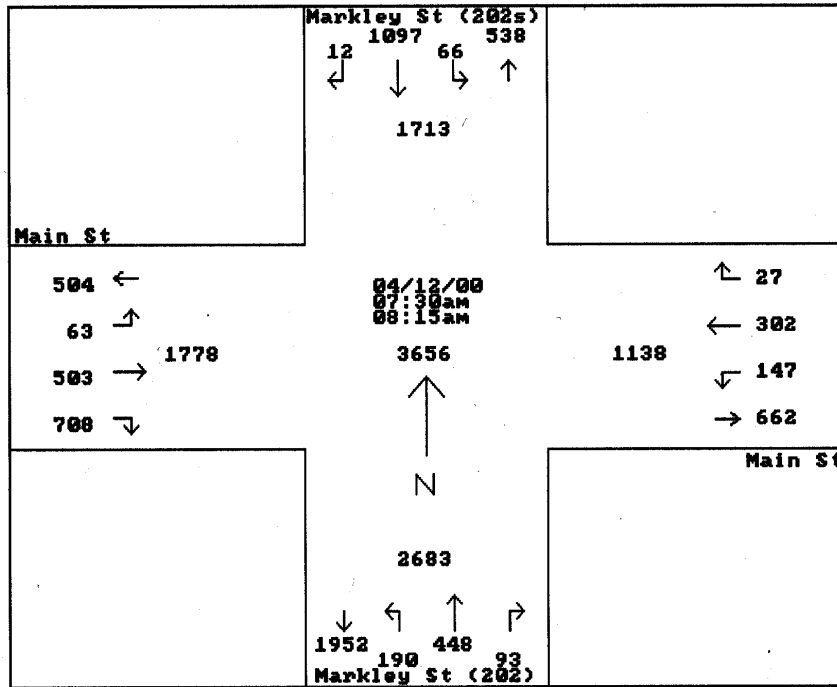 Markley St (202s)
12 1097 66 538
1713
Main St
504
63
503
708
1778
04/12/00
07:30am
08:15am
3656
1138
27
302
147
662
Main St
N
2683
1952 190 448 93
Markley St (202)